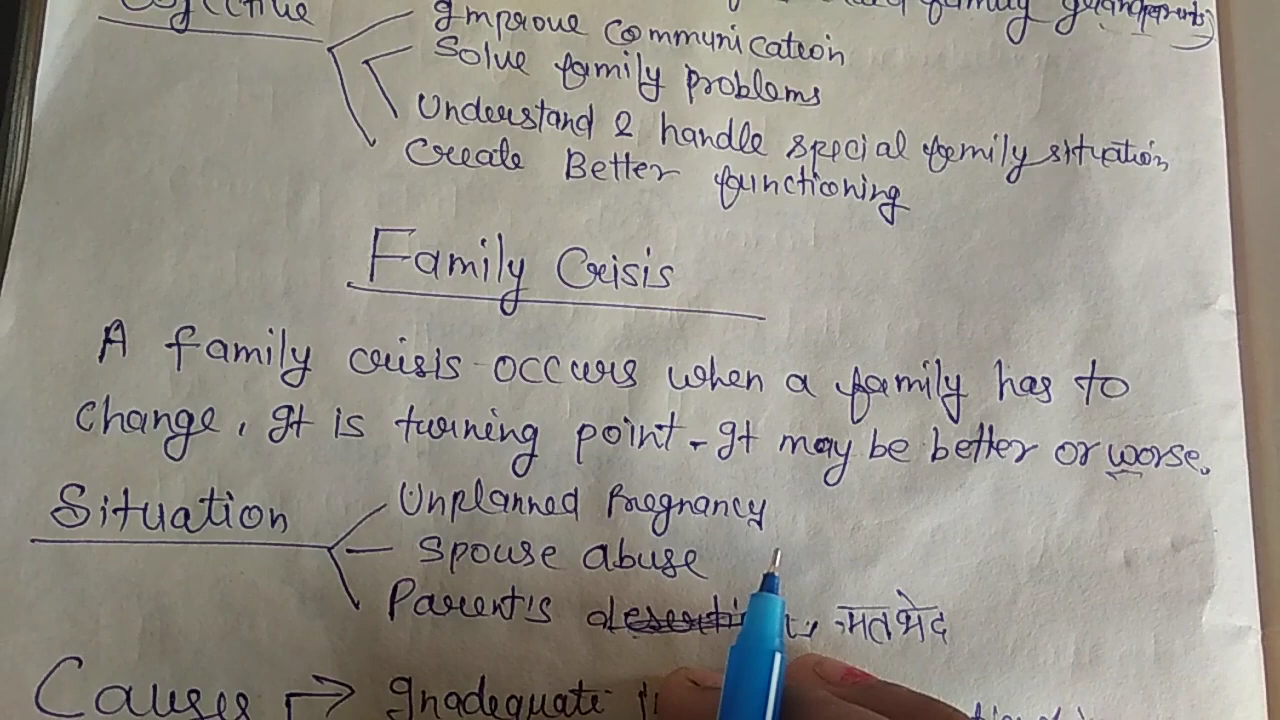 Objective family grandparents)
Improve communication
Solve family problems
Understand & handle special family situation
Create Better functioning
Family Crisis
A family crisis occurs when a family has to
change. It is turning point. It may be better or worse.
Situation
Unplanned Pregnancy
Spouse abuse
Parent's मतभेद
Causes → Inadequate